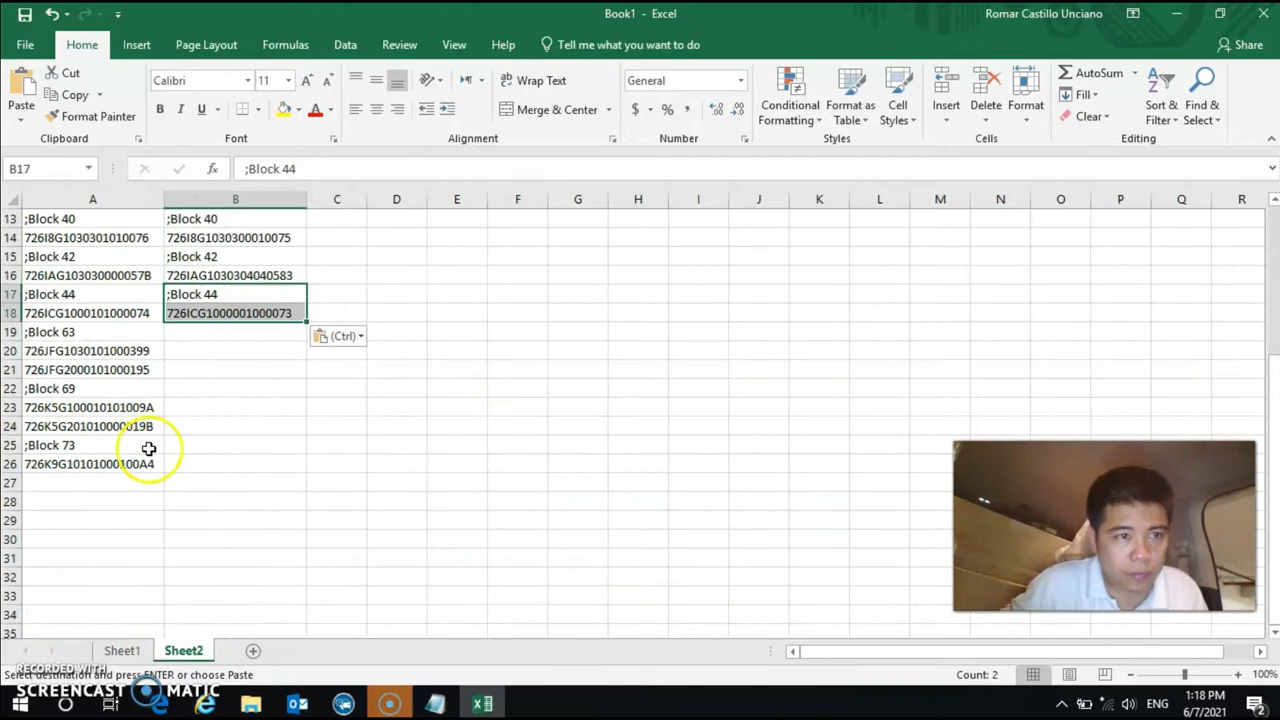 Book1 - Excel
Romar Castillo Unciano
File
Home
Insert
Page Layout
Formulas
Data
Review
View
Help
Tell me what you want to do
Share
Paste
Cut
Copy
Format Painter
Clipboard
Calibri
11
B I U
Font
Wrap Text
Merge & Center
Alignment
General
$ % ,
Number
Conditional Formatting
Format as Table
Cell Styles
Styles
Insert
Delete
Format
Cells
AutoSum
Fill
Clear
Sort & Filter
Find & Select
Editing
B17
fx
;Block 44
A B C D E F G H I J K L M N O P Q R
13 ;Block 40 ;Block 40
14 726I8G1030301010076 726I8G1030300010075
15 ;Block 42 ;Block 42
16 726IAG103030000057B 726IAG1030304040583
17 ;Block 44 ;Block 44
18 726ICG1000101000074 726ICG1000001000073
19 ;Block 63
(Ctrl)
20 726JFG1030101000399
21 726JFG2000101000195
22 ;Block 69
23 726K5G100010101009A
24 726K5G201010000019B
25 ;Block 73
26 726K9G10101000100A4
27
28
29
30
31
32
33
34
35
Sheet1
Sheet2
RECORDED WITH
SCREENCAST MATIC
Select destination and press ENTER or choose Paste
Count: 2
100%
ENG
1:18 PM
6/7/2021
2